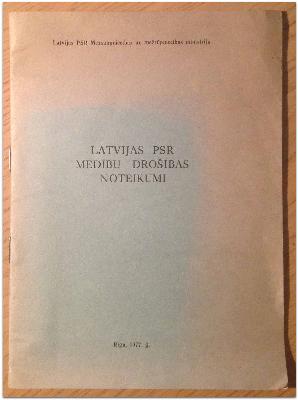 Latvijas PSR Mežsaimniecības un mežrūpniecības ministrija
LATVIJAS PSR
MEDĪBU DROŠĪBAS
NOTEIKUMI
Rīgā, 1977. g.